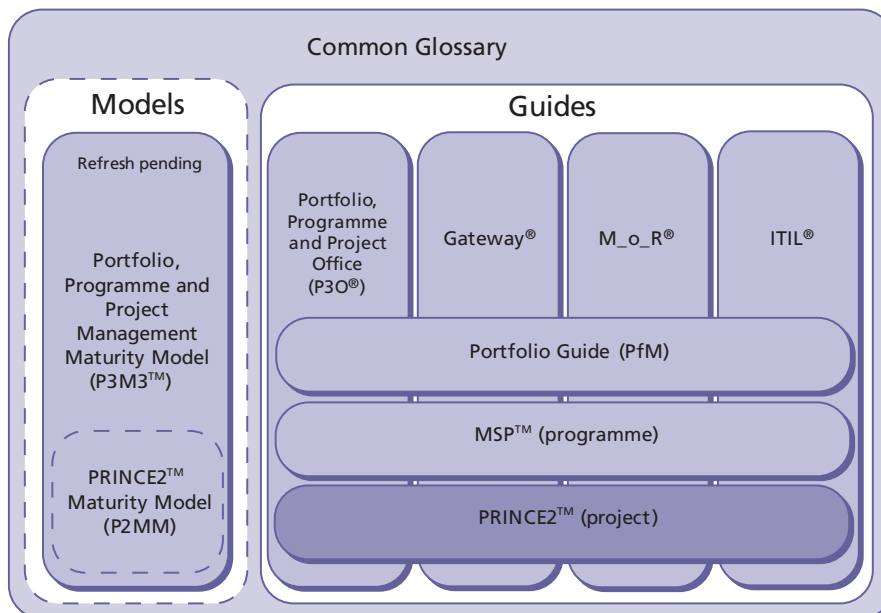 Common Glossary
Models
Refresh pending
Portfolio,
Programme and
Project
Management
Maturity Model
(P3M3™)
PRINCE2™
Maturity Model
(P2MM)
Guides
Portfolio,
Programme
and Project
Office
(P3O®)
Gateway®
M_o_R®
ITIL®
Portfolio Guide (PfM)
MSP™ (programme)
PRINCE2™ (project)